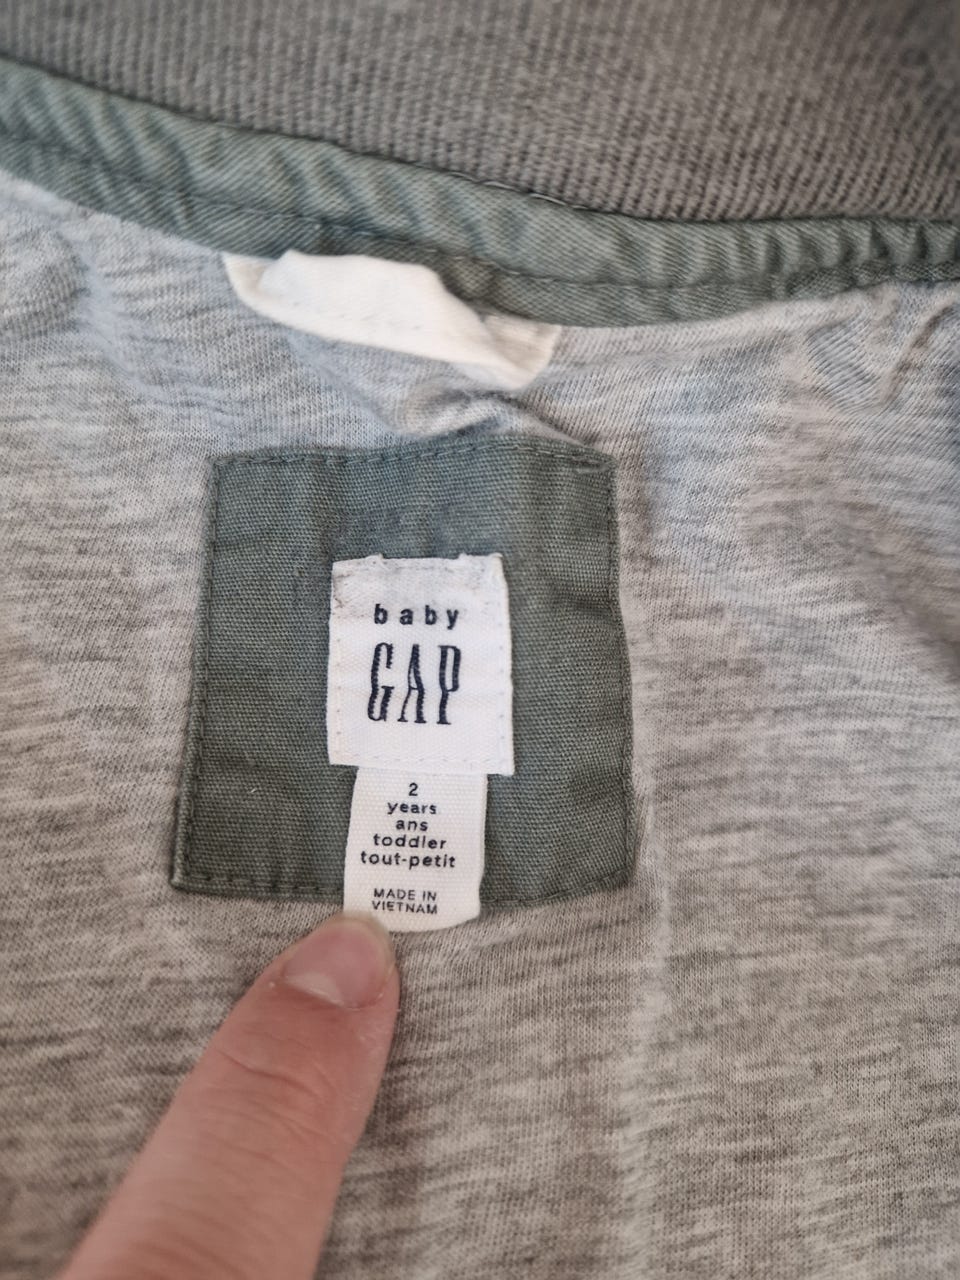 baby
GAP
2
years
ans
toddler
tout-petit
MADE IN
VIETNAM